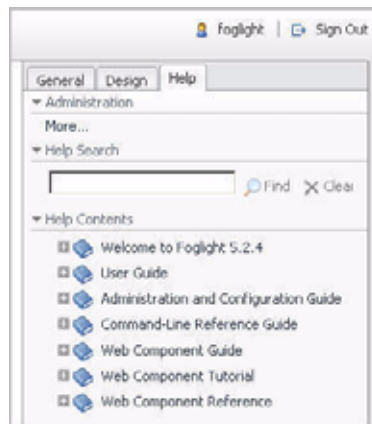 foglight | Sign Out
General Design Help
Administration
More...
Help Search
Find Clear
Help Contents
Welcome to Foglight 5.2.4
User Guide
Administration and Configuration Guide
Command-Line Reference Guide
Web Component Guide
Web Component Tutorial
Web Component Reference